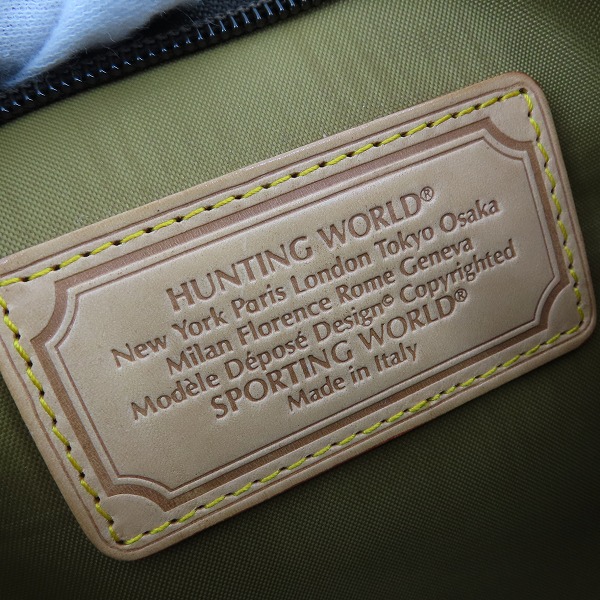 HUNTING WORLD®
New York Paris London Tokyo Osaka
Milan Florence Rome Geneva
Modèle Déposé Design© Copyrighted
SPORTING WORLD®
Made in Italy